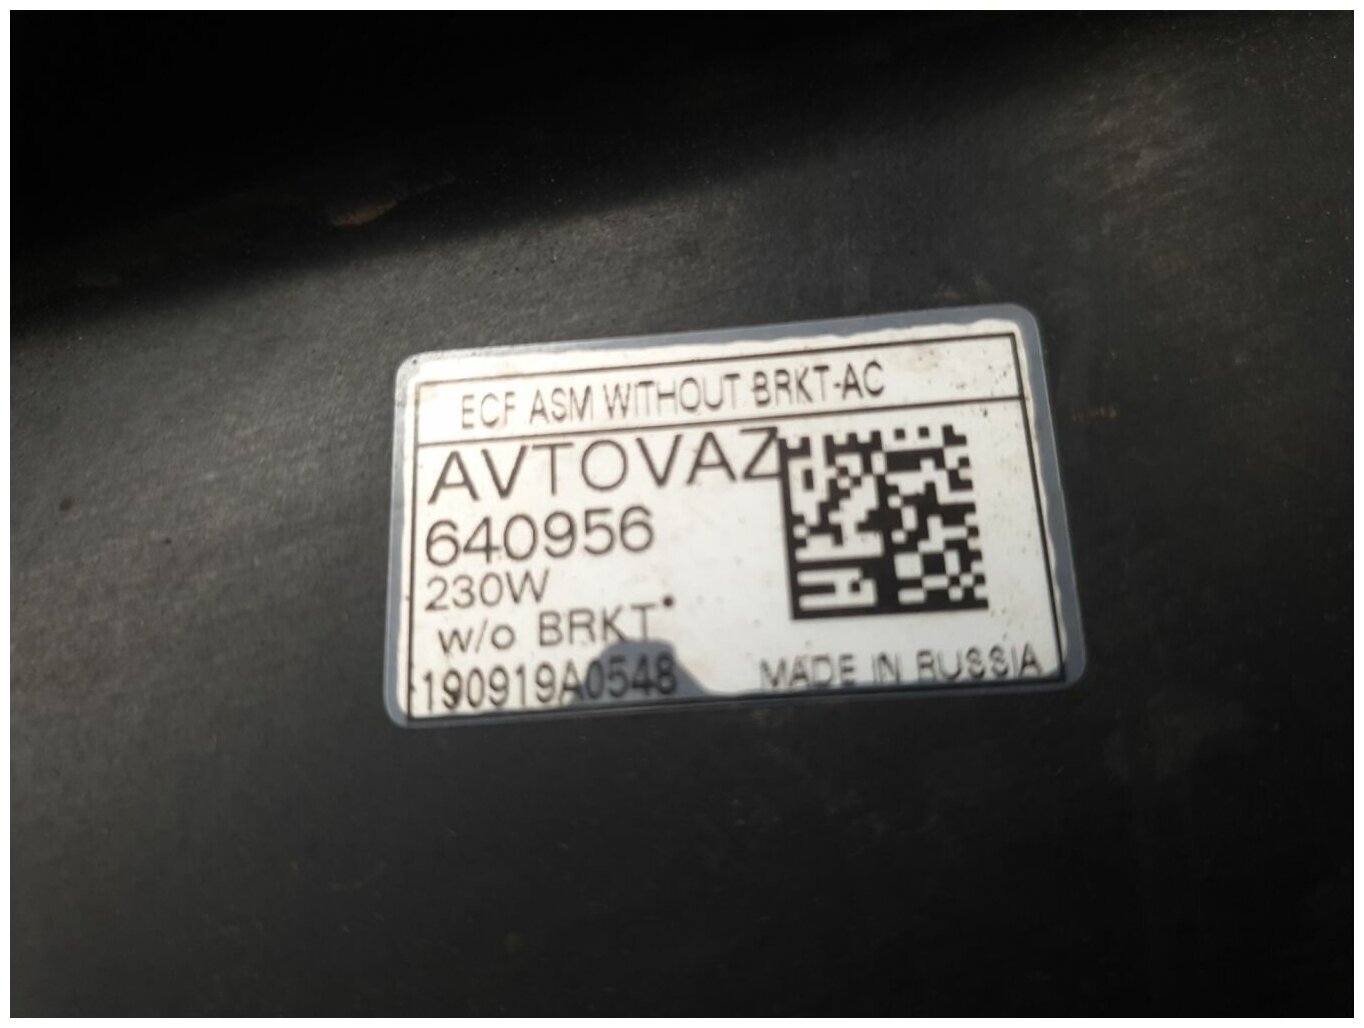 ECF ASM WITHOUT BRKT-AC
AVTOVAZ
640956
230W
w/o BRKT
190919A0548
MADE IN RUSSIA